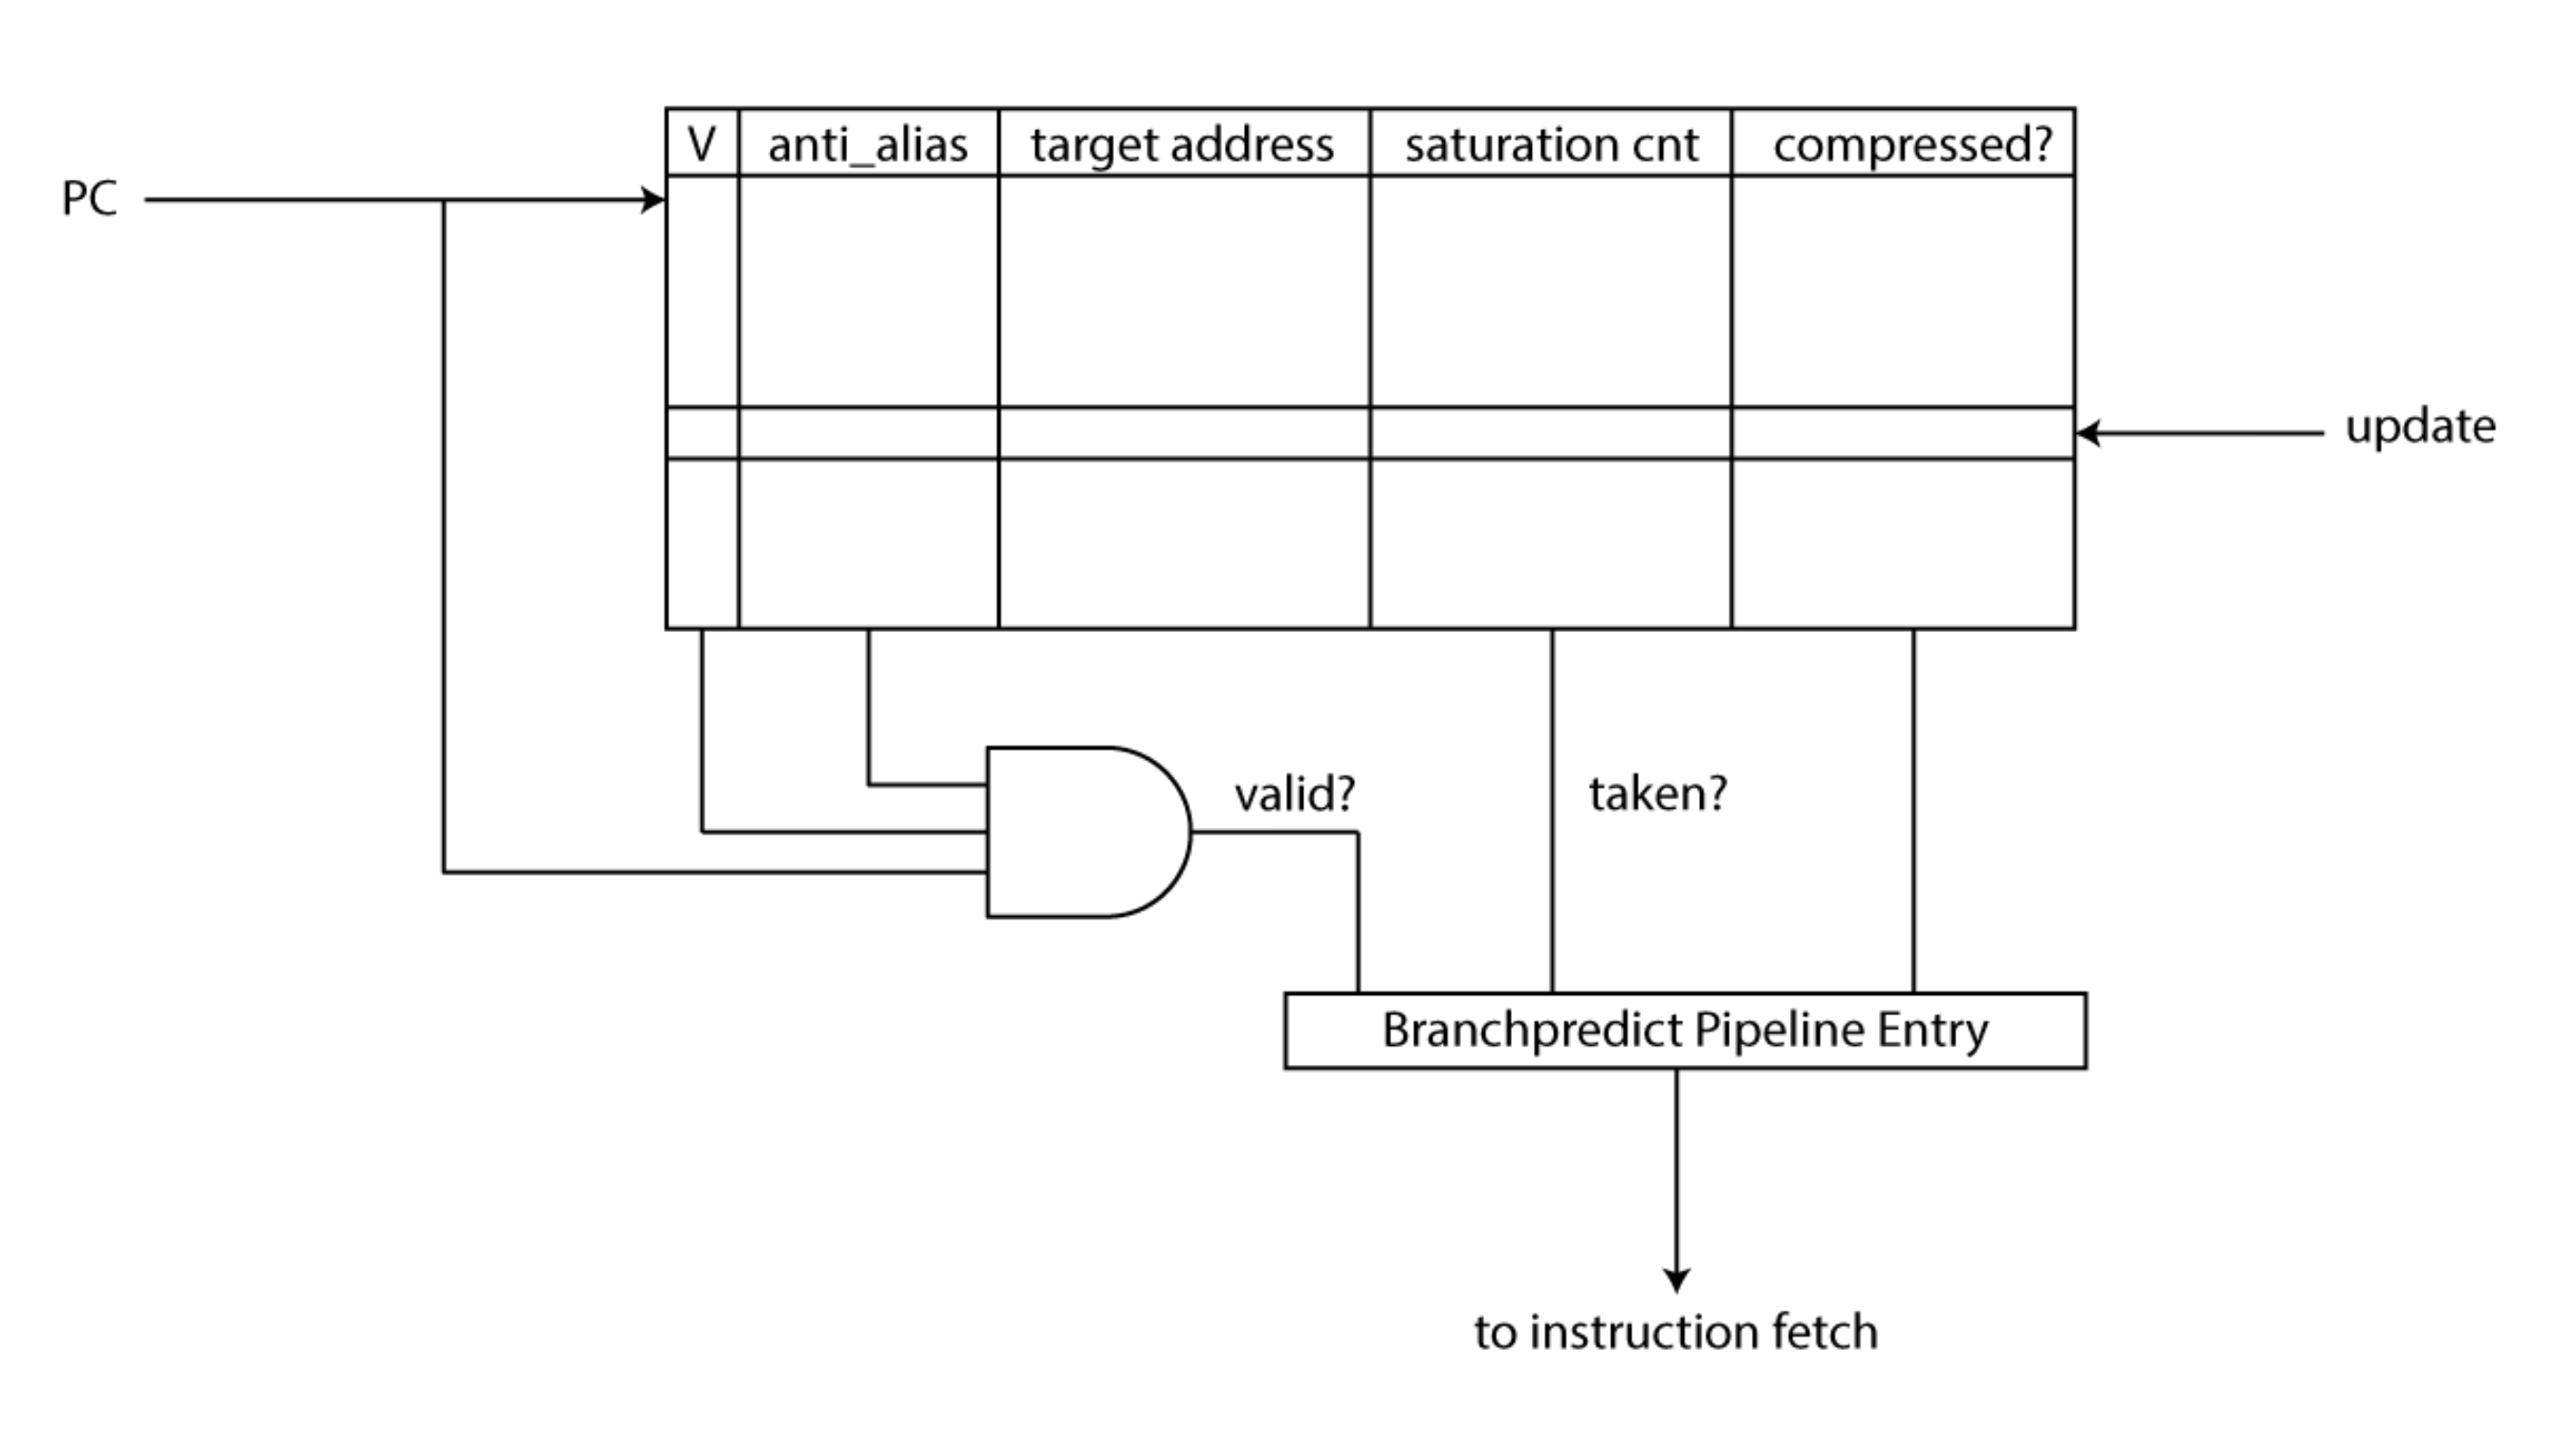 V anti_alias target address saturation cnt compressed?
PC
update
valid? taken?
Branchpredict Pipeline Entry
to instruction fetch